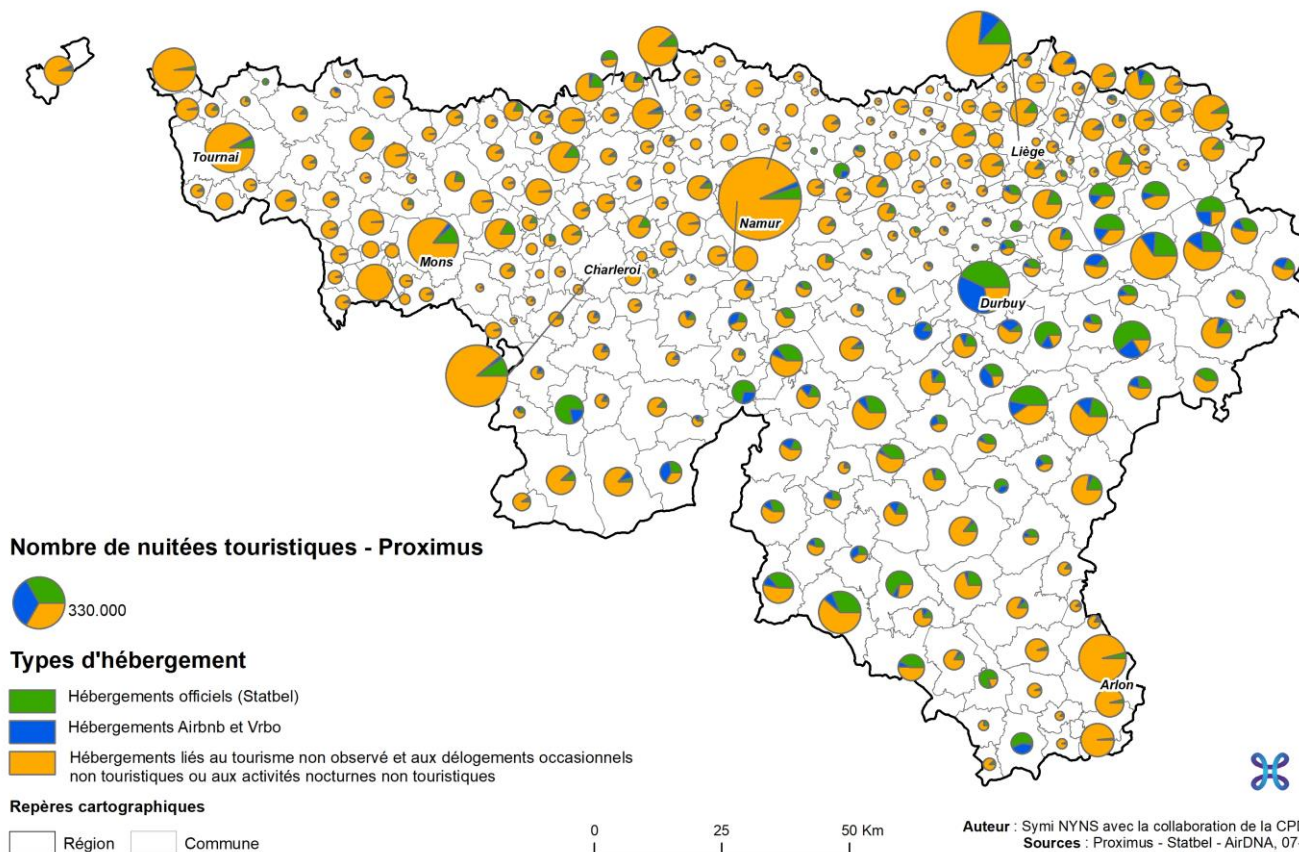 Tournai
Mons
Charleroi
Namur
Liège
Durbuy
Arlon
Nombre de nuitées touristiques - Proximus
330.000
Types d'hébergement
Hébergements officiels (Statbel)
Hébergements Airbnb et Vrbo
Hébergements liés au tourisme non observé et aux délogements occasionnels
non touristiques ou aux activités nocturnes non touristiques
Repères cartographiques
Région
Commune
0
25
50 Km
Auteur : Symi NYNS avec la collaboration de la
Sources : Proximus - Statbel - AirDNA,